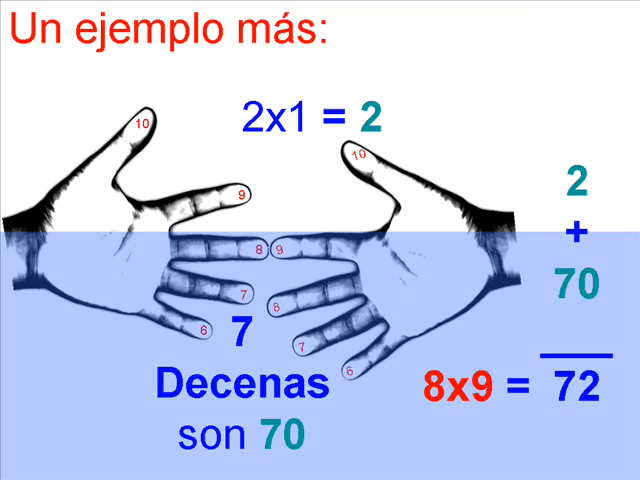 Un ejemplo más:
2x1 = 2
10
9
8
7
6
10
9
8
7
6
7
Decenas
son 70
2
+
70
8x9 = 72